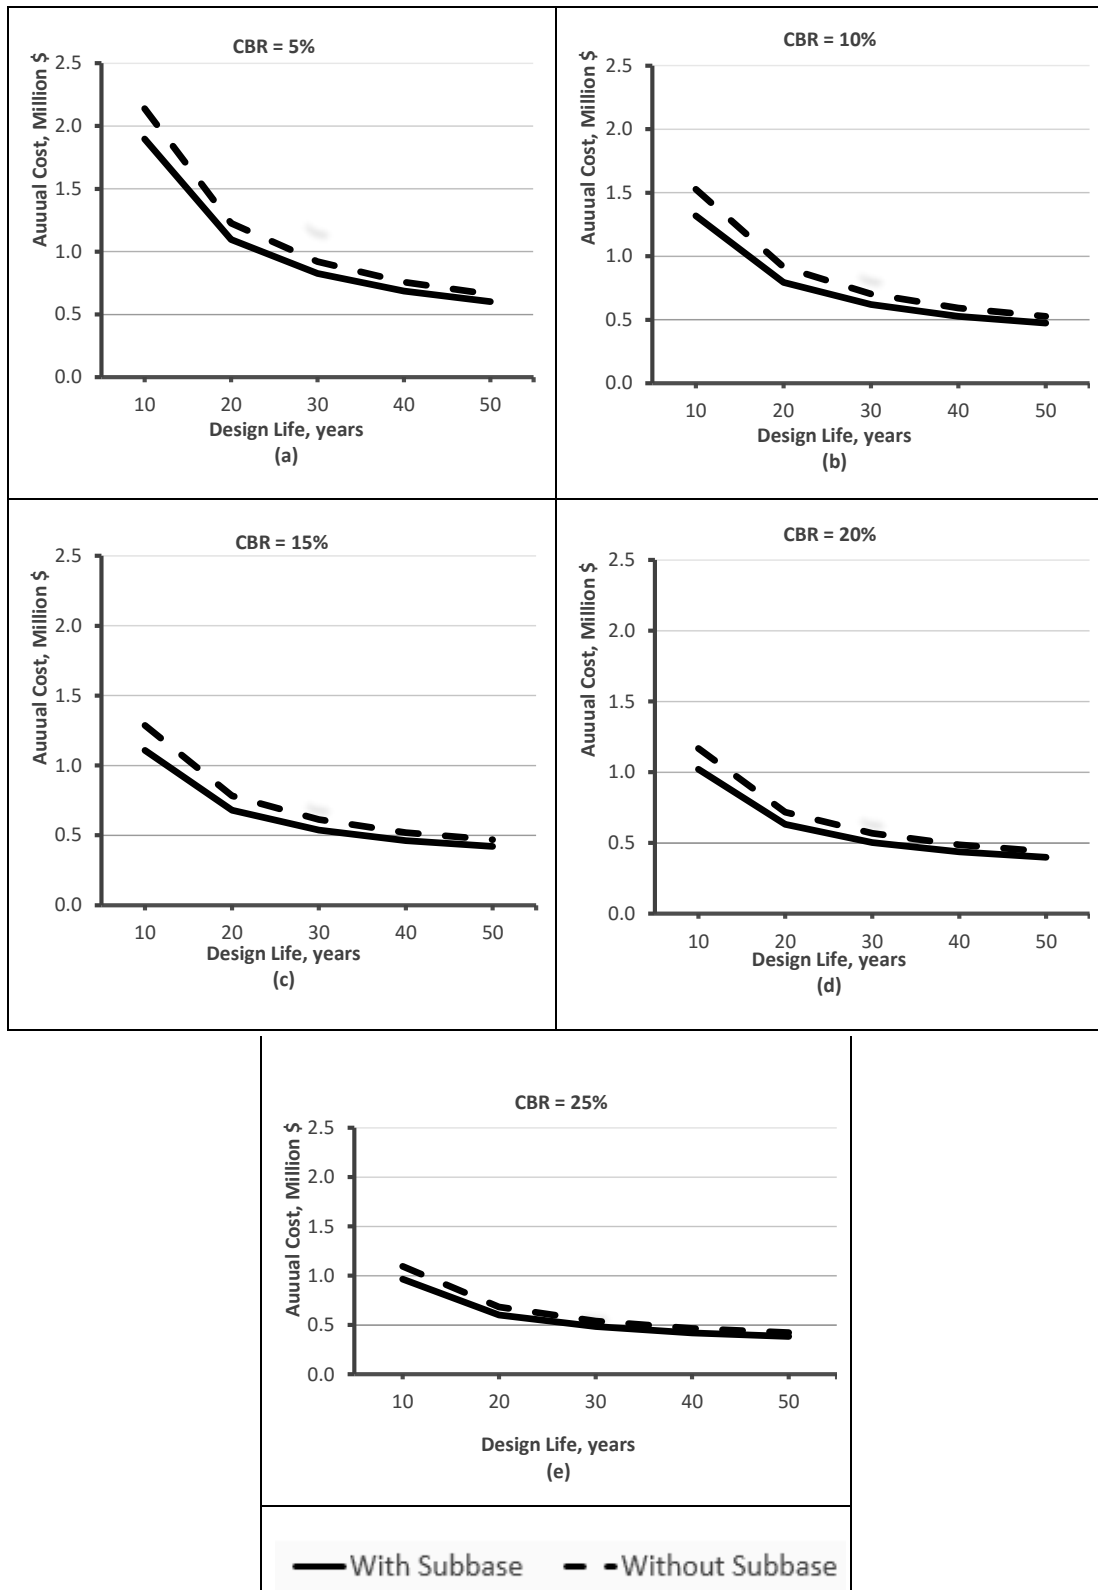 CBR = 5%
Auuual Cost, Million $
2.5
2.0
1.5
1.0
0.5
0.0
10 20 30 40 50
Design Life, years
(a)
CBR = 10%
Auuual Cost, Million $
2.5
2.0
1.5
1.0
0.5
0.0
10 20 30 40 50
Design Life, years
(b)
CBR = 15%
Auuual Cost, Million $
2.5
2.0
1.5
1.0
0.5
0.0
10 20 30 40 50
Design Life, years
(c)
CBR = 20%
Auuual Cost, Million $
2.5
2.0
1.5
1.0
0.5
0.0
10 20 30 40 50
Design Life, years
(d)
CBR = 25%
Auuual Cost, Million $
2.5
2.0
1.5
1.0
0.5
0.0
10 20 30 40 50
Design Life, years
(e)
With Subbase Without Subbase